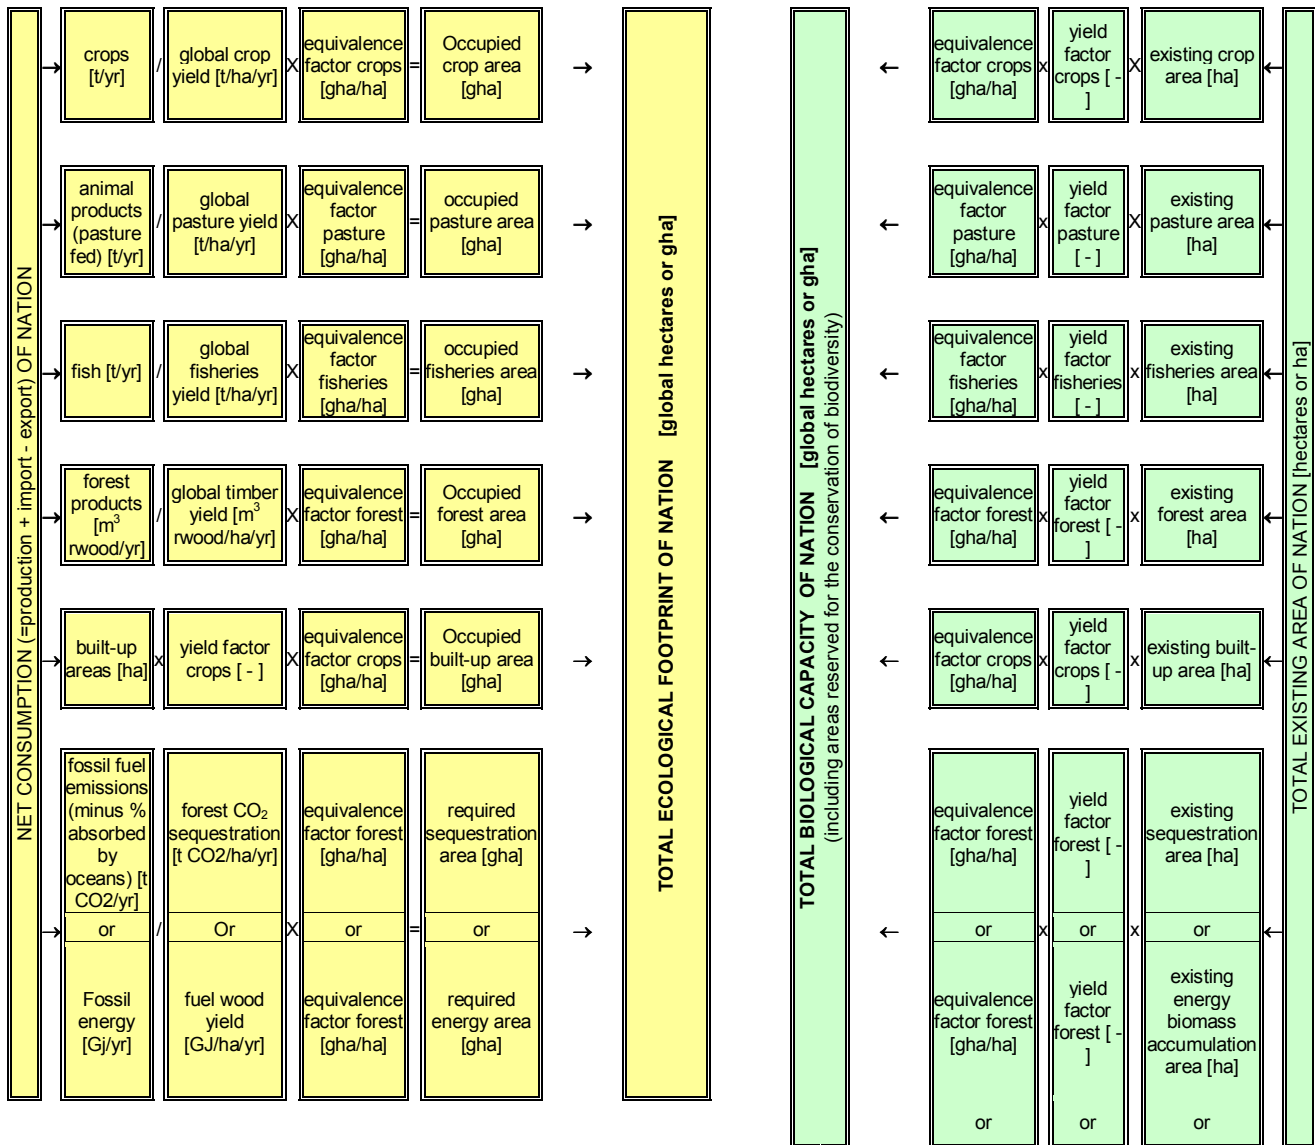 NET CONSUMPTION (=production + import - export) OF NATION
→
crops
[t/yr]
/
global crop
yield [t/ha/yr]
X
equivalence
factor crops
[gha/ha]
=
Occupied
crop area
[gha]
→
→
animal
products
(pasture
fed) [t/yr]
/
global
pasture yield
[t/ha/yr]
X
equivalence
factor
pasture
[gha/ha]
=
occupied
pasture area
[gha]
→
→
fish [t/yr]
/
global
fisheries
yield [t/ha/yr]
X
equivalence
factor
fisheries
[gha/ha]
=
occupied
fisheries area
[gha]
→
→
forest
products
[m³
rwood/yr]
/
global timber
yield [m³
rwood/ha/yr]
X
equivalence
factor forest
[gha/ha]
=
Occupied
forest area
[gha]
→
→
built-up
areas [ha]
x
yield factor
crops [ - ]
X
equivalence
factor crops
[gha/ha]
=
Occupied
built-up area
[gha]
→
→
fossil fuel
emissions
(minus %
absorbed
by
oceans) [t
CO2/yr]
or
Fossil
energy
[Gj/yr]
/
forest CO₂
sequestration
[t CO2/ha/yr]
Or
fuel wood
yield
[GJ/ha/yr]
X
equivalence
factor forest
[gha/ha]
or
equivalence
factor forest
[gha/ha]
=
required
sequestration
area [gha]
or
required
energy area
[gha]
→
TOTAL ECOLOGICAL FOOTPRINT OF NATION [global hectares or gha]
TOTAL BIOLOGICAL CAPACITY OF NATION [global hectares or gha]
(including areas reserved for the conservation of biodiversity)
←
equivalence
factor crops
[gha/ha]
x
yield
factor
crops [ -
]
X
existing crop
area [ha]
←
←
equivalence
factor
pasture
[gha/ha]
x
yield
factor
pasture
[ - ]
X
existing
pasture area
[ha]
←
←
equivalence
factor
fisheries
[gha/ha]
x
yield
factor
fisheries
[ - ]
x
existing
fisheries area
[ha]
←
←
equivalence
factor forest
[gha/ha]
x
yield
factor
forest [ -
]
x
existing
forest area
[ha]
←
←
equivalence
factor crops
[gha/ha]
x
yield
factor
crops [ -
]
x
existing built-
up area [ha]
←
←
equivalence
factor forest
[gha/ha]
or
equivalence
factor forest
[gha/ha]
or
x
yield
factor
forest [ -
]
or
yield
factor
forest [ -
]
or
x
existing
sequestration
area [ha]
or
existing
energy
biomass
accumulation
area [ha]
or
←
TOTAL EXISTING AREA OF NATION [hectares or ha]